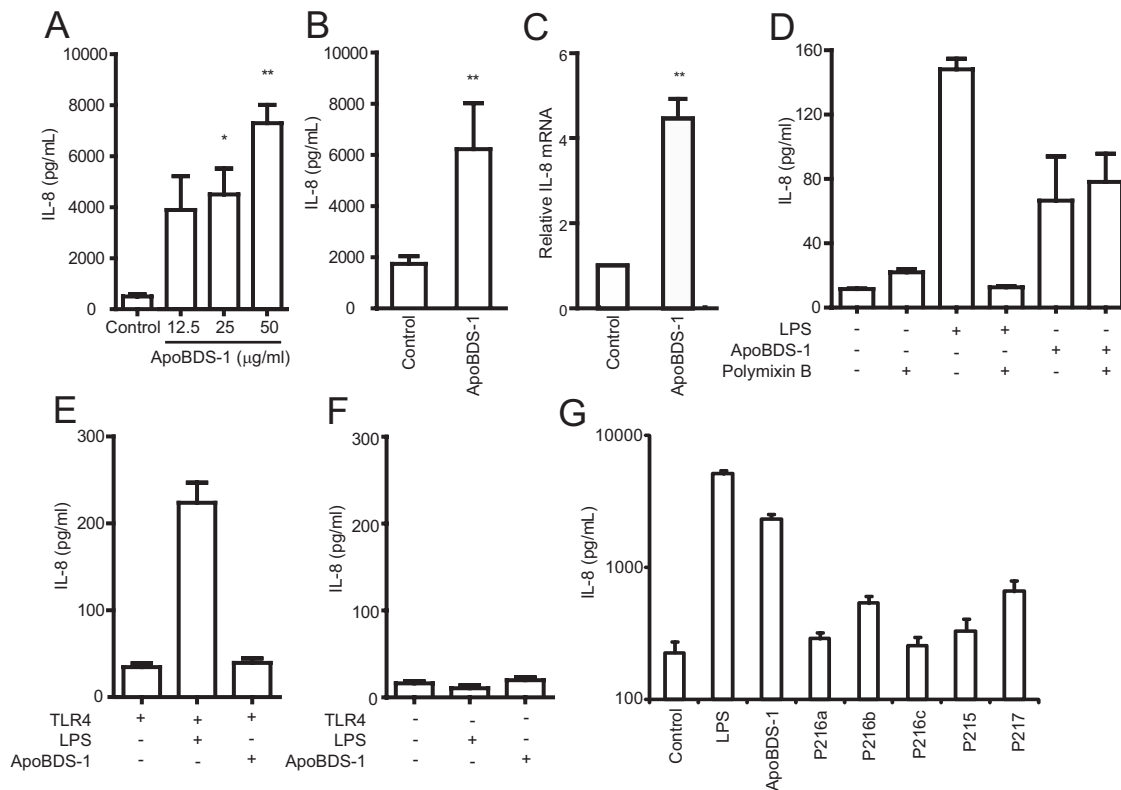 A
IL-8 (pg/mL)
10000
8000
6000
4000
2000
0
*
**
Control 12.5 25 50
ApoBDS-1 (μg/ml)
B
IL-8 (pg/mL)
10000
8000
6000
4000
2000
0
**
Control
ApoBDS-1
C
Relative IL-8 mRNA
6
4
2
0
**
Control
ApoBDS-1
D
IL-8 (pg/ml)
160
120
80
40
0
LPS - - + + - -
ApoBDS-1 - - - - + +
Polymixin B - + - + - +
E
IL-8 (pg/ml)
300
200
100
0
TLR4 + + +
LPS - + -
ApoBDS-1 - - +
F
IL-8 (pg/ml)
300
200
100
0
TLR4 - - -
LPS - + -
ApoBDS-1 - - +
G
IL-8 (pg/mL)
10000
1000
100
Control
LPS
ApoBDS-1
P216a
P216b
P216c
P215
P217